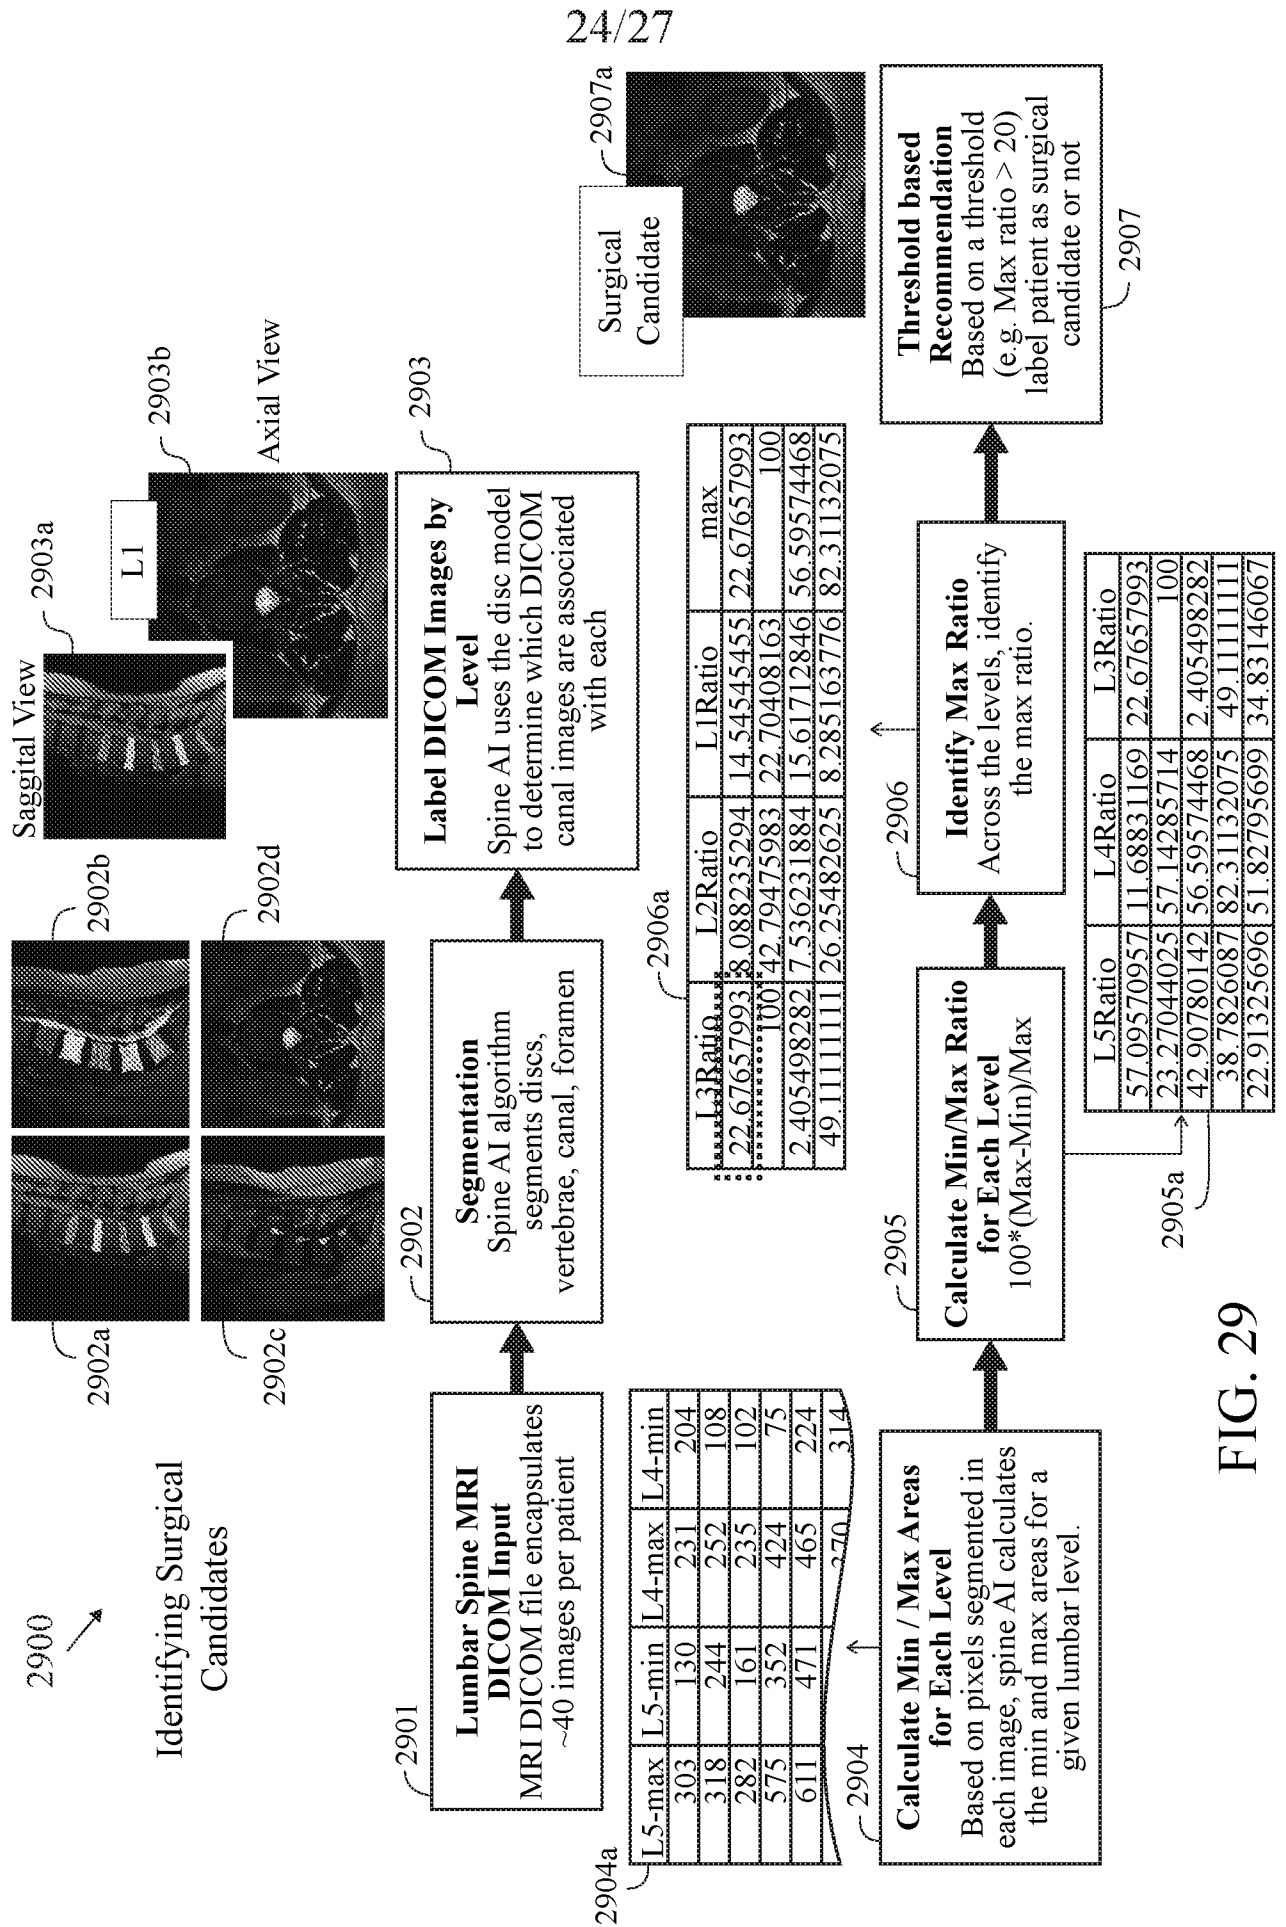 24/27
2900
Identifying Surgical
Candidates
2902a
2902b
2902c
2902d
Saggital View
2903a
L1
2903b
Axial View
2901
Lumbar Spine MRI
DICOM Input
MRI DICOM file encapsulates
~40 images per patient
2902
Segmentation
Spine AI algorithm
segments discs,
vertebrae, canal, foramen
2903
Label DICOM Images by
Level
Spine AI uses the disc model
to determine which DICOM
canal images are associated
with each
2904a
L5-max L5-min L4-max L4-min
303 130 231 204
318 244 252 108
282 161 235 102
575 352 424 75
611 471 465 224
270 314
2906a
L3Ratio L2Ratio L1Ratio max
22.67657993 8.088235294 14.54545455 22.67657993
100 42.79475983 22.70408163 100
2.405498282 7.536231884 15.61712846 56.59574468
49.11111111 26.25482625 8.285163776 82.31132075
Surgical
Candidate
2907a
2904
Calculate Min / Max Areas
for Each Level
Based on pixels segmented in
each image, spine AI calculates
the min and max areas for a
given lumbar level.
2905
Calculate Min/Max Ratio
for Each Level
100*(Max-Min)/Max
2906
Identify Max Ratio
Across the levels, identify
the max ratio.
Threshold based
Recommendation
Based on a threshold
(e.g. Max ratio > 20)
label patient as surgical
candidate or not
2907
2905a
L5Ratio L4Ratio L3Ratio
57.09570957 11.68831169 22.67657993
23.27044025 57.14285714 100
42.90780142 56.59574468 2.405498282
38.7826087 82.31132075 49.11111111
22.91325696 51.82795699 34.83146067
FIG. 29